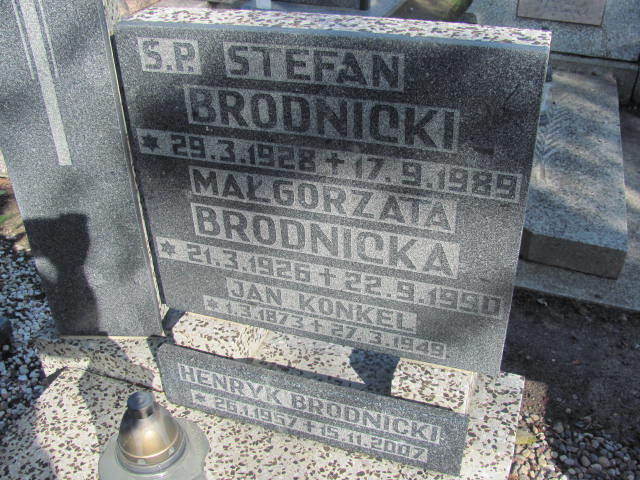 Ś.P. STEFAN
BRODNICKI
* 29.3.1928 + 17.9.1989
MAŁGORZATA
BRODNICKA
* 21.3.1926 + 22.9.1990
JAN KONKEL
* 1.3.1873 + 27.3.1949
HENRYK BRODNICKI
* 26.1.1957 + 15.11.2007